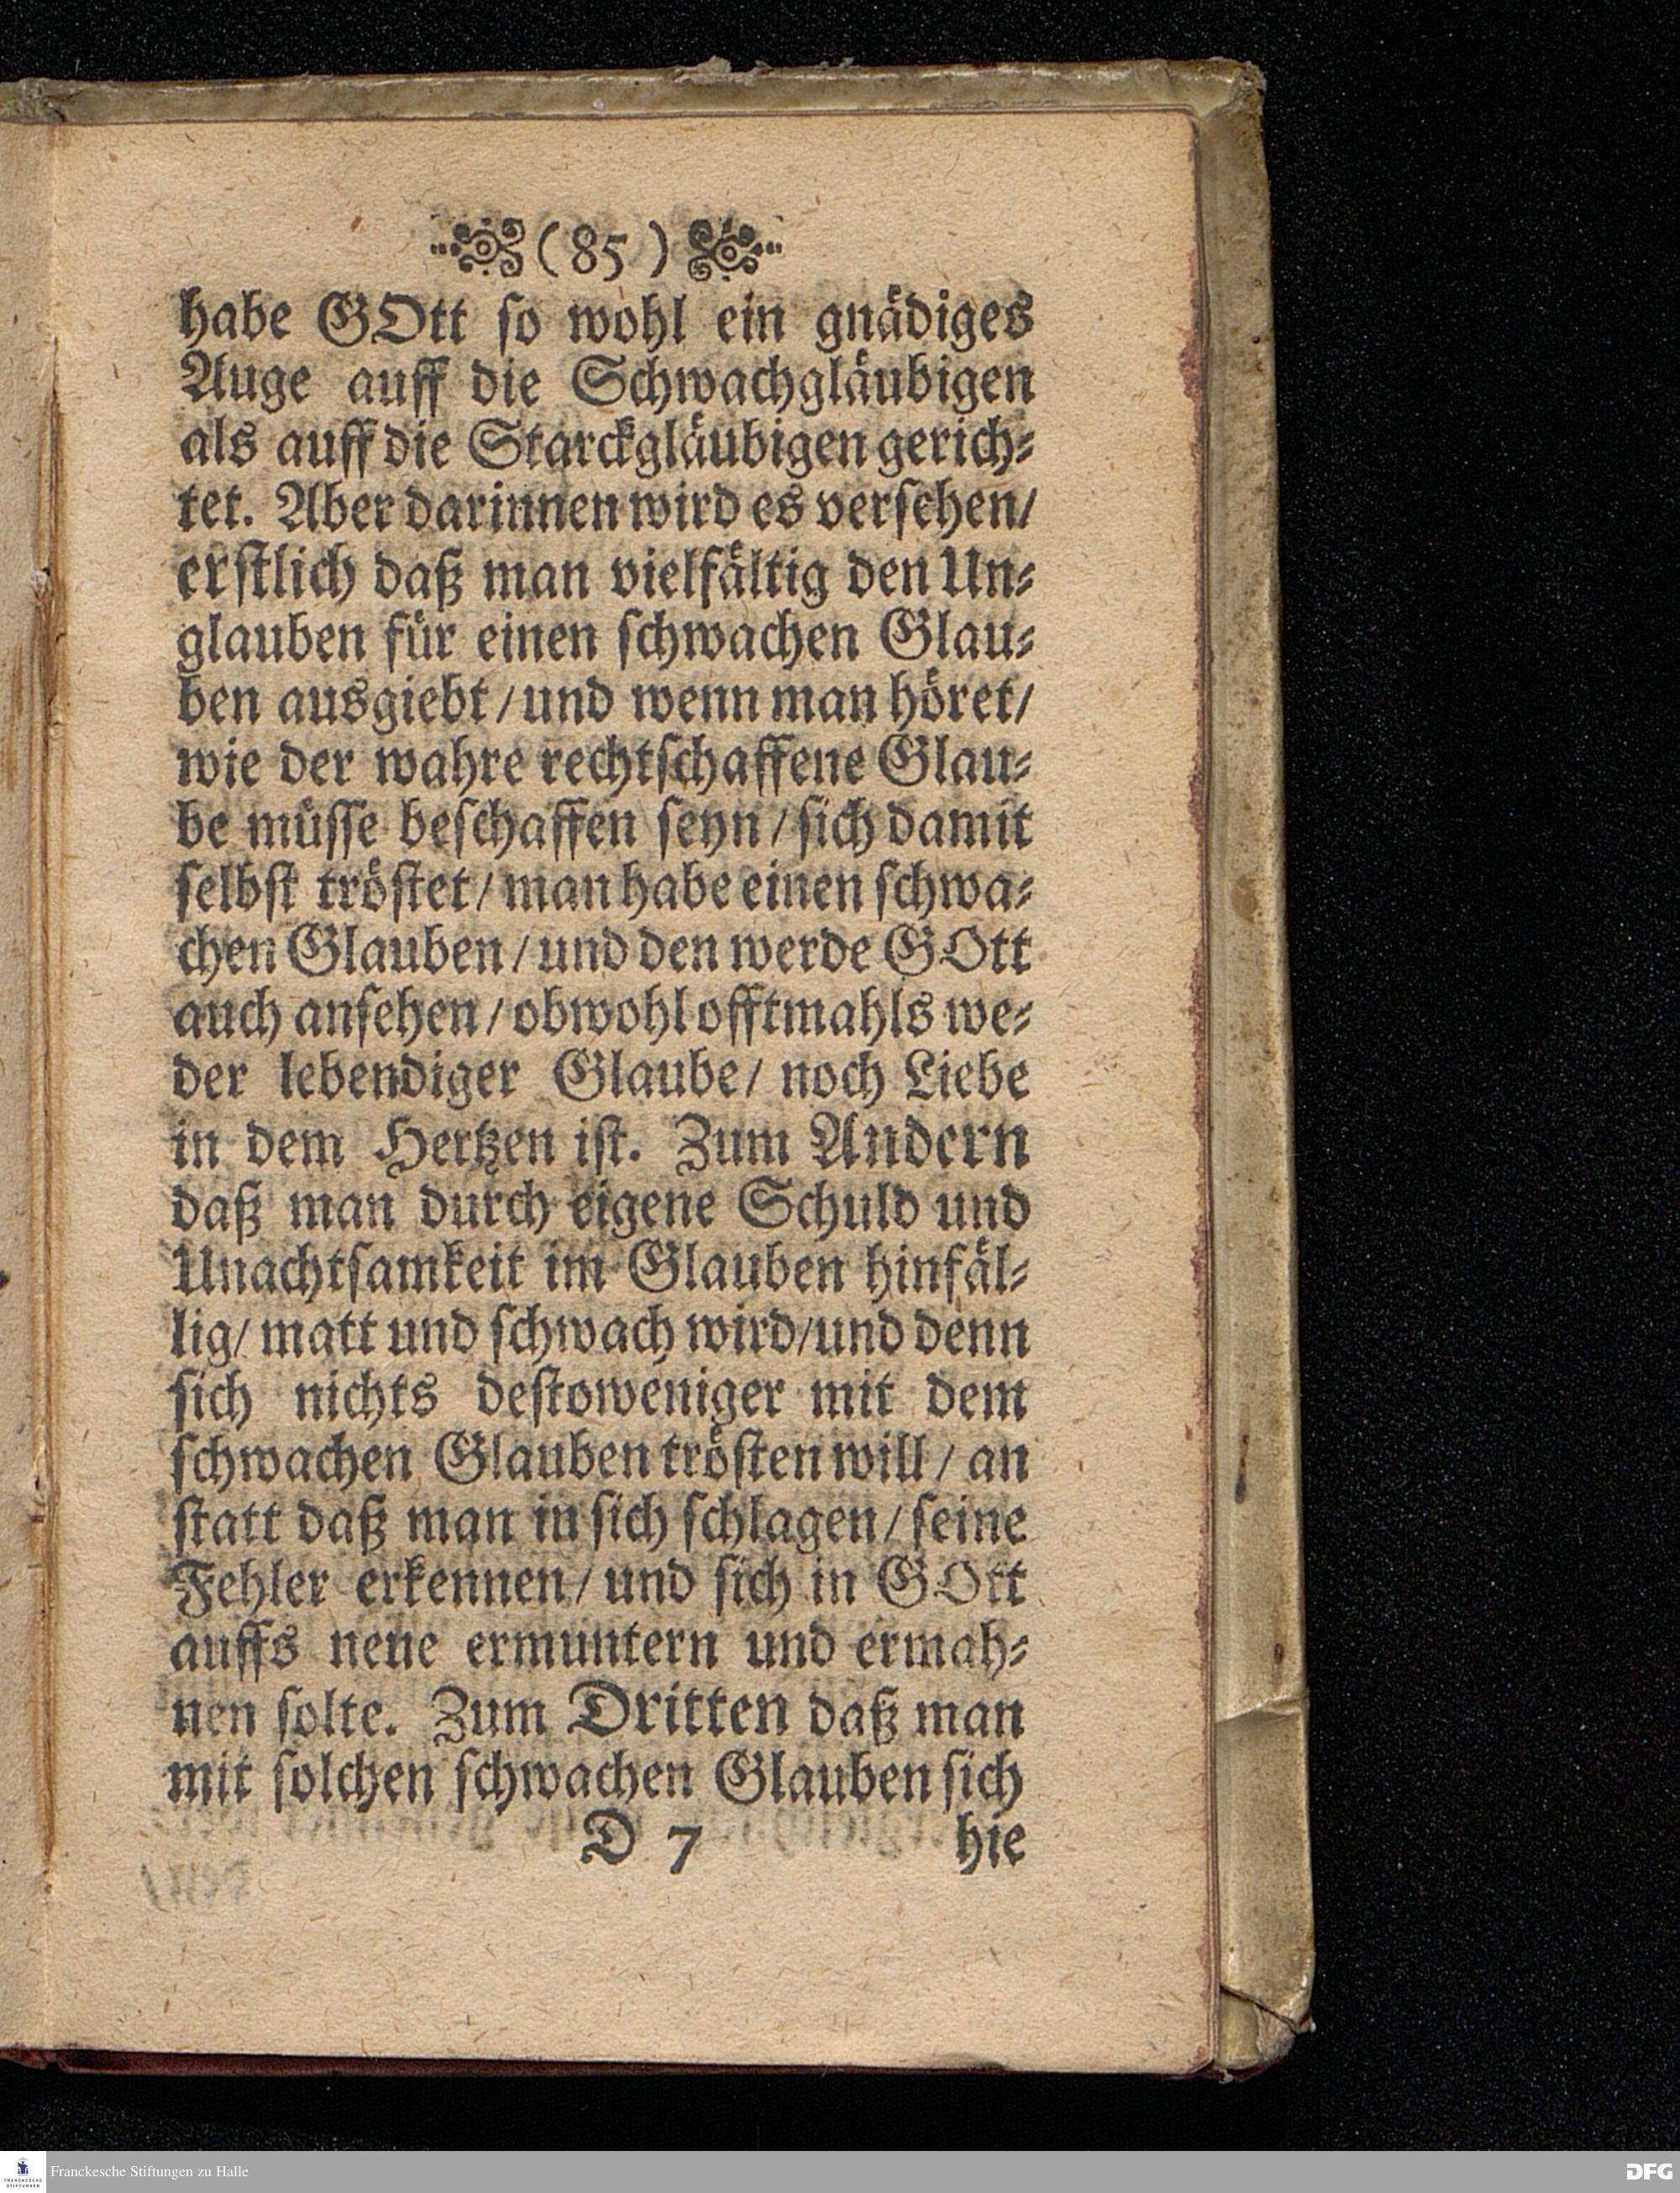 (85)
habe GOtt so wohl ein gnädiges
Auge auff die Schwachgläubigen
als auff die Starckgläubigen gerich-
tet. Aber darinnen wird es versehen/
erstlich daß man vielfältig den Un-
glauben für einen schwachen Glau-
ben ausgiebt/ und wenn man höret/
wie der wahre rechtschaffene Glau-
be müsse beschaffen seyn/ sich damit
selbst tröstet/ man habe einen schwa-
chen Glauben/ und den werde GOtt
auch ansehen/ obwohl offtmahls we-
der lebendiger Glaube/ noch Liebe
in dem Hertzen ist. Zum Andern
daß man durch eigene Schuld und
Unachtsamkeit im Glauben hinfäl-
lig/ matt und schwach wird/und denn
sich nichts destoweniger mit dem
schwachen Glauben trösten will/ an
statt daß man in sich schlagen/ seine
Fehler erkennen/ und sich in GOtt
auffs neue ermuntern und ermah-
nen solte. Zum Dritten daß man
mit solchen schwachen Glauben sich
D 7 hie
FRANCKESCHE STIFTUNGEN
Franckesche Stiftungen zu Halle
DFG